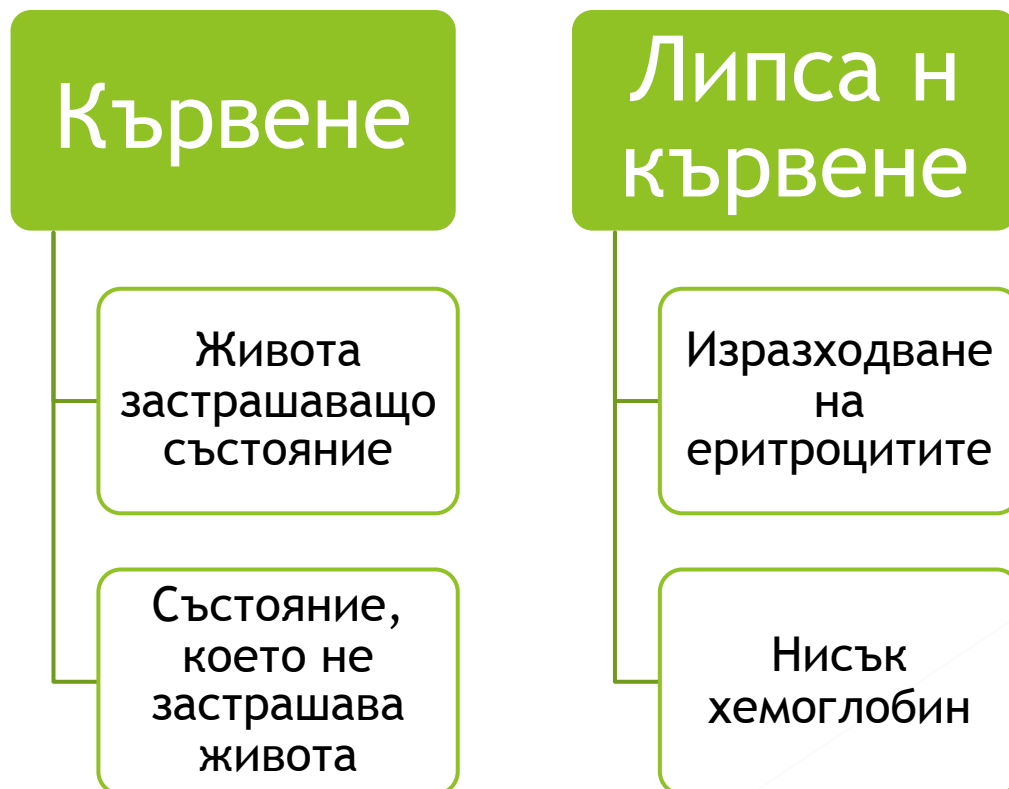 Кървене
Живота
застрашаващо
състояние
Състояние,
което не
застрашава
живота
Липса н
кървене
Изразходване
на
еритроцитите
Нисък
хемоглобин